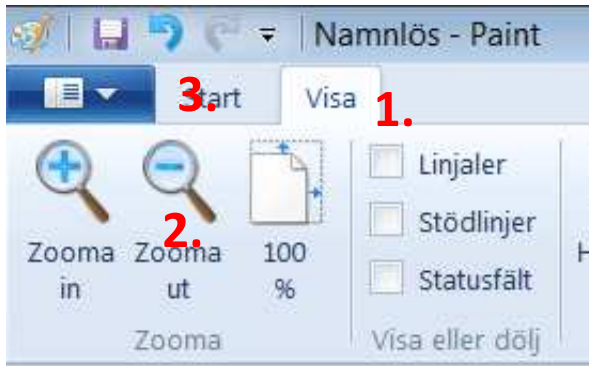 Namnlös - Paint
3. Start Visa 1.
Linjaler
Stödlinjer
Statusfält
2.
Zooma in
Zooma ut
100 %
H
Zooma
Visa eller dölj